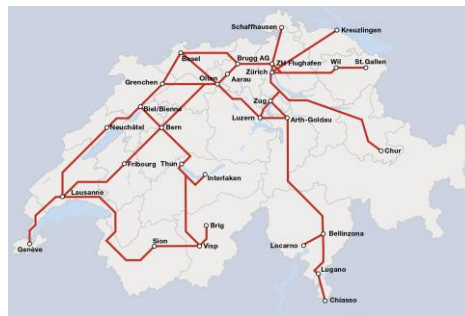 Schaffhausen
Kreuzlingen
Basel
Brugg AG
ZH Flughafen
Wil
St. Gallen
Zürich
Olten
Aarau
Grenchen
Zug
Biel/Bienne
Luzern
Arth-Goldau
Neuchâtel
Bern
Chur
Fribourg
Thun
Interlaken
Lausanne
Brig
Bellinzona
Sion
Visp
Locarno
Genève
Lugano
Chiasso